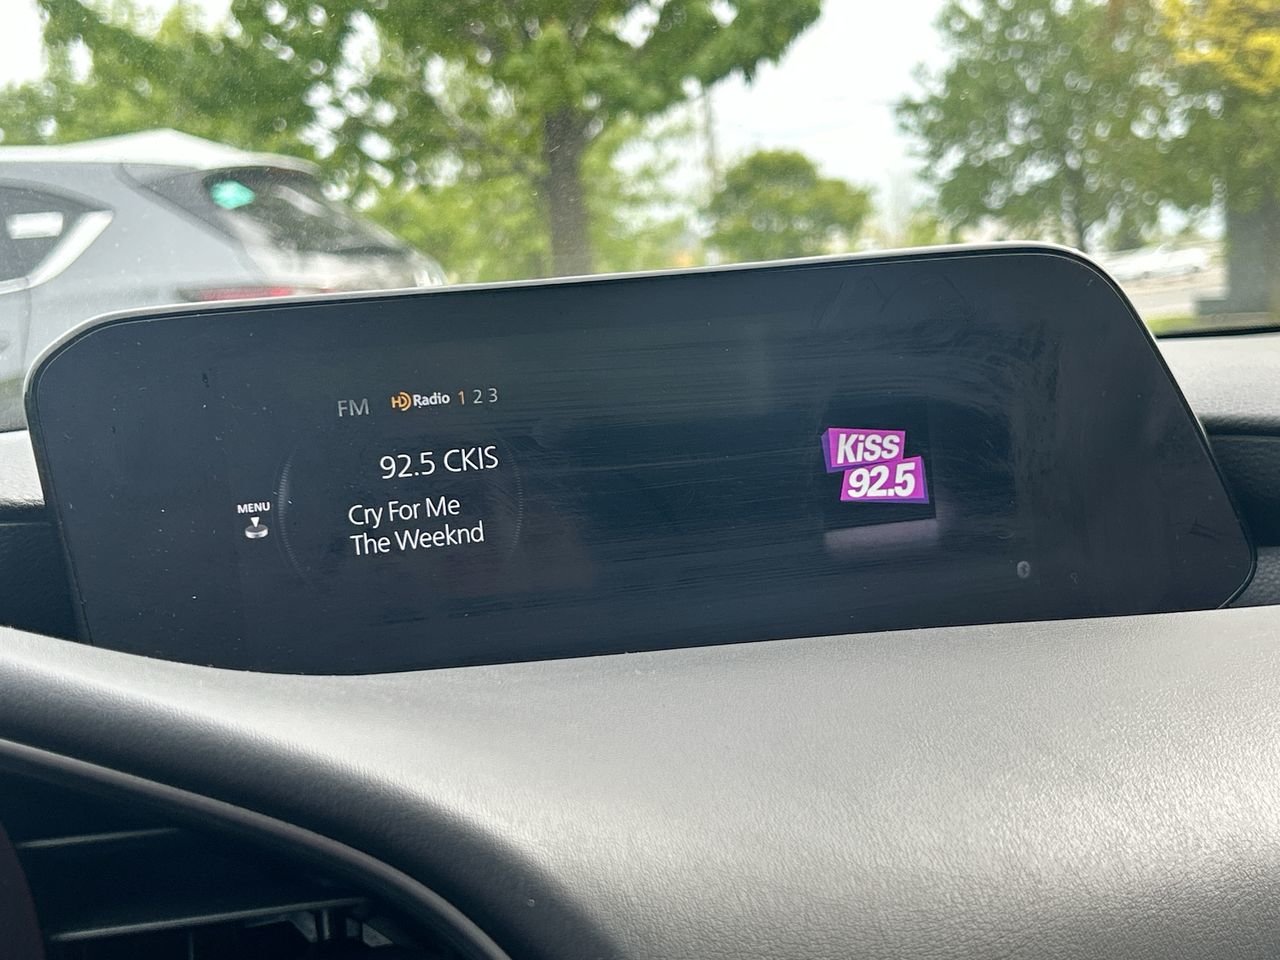 FM HD Radio 1 2 3
92.5 CKIS
MENU
Cry For Me
The Weeknd
KiSS
92.5